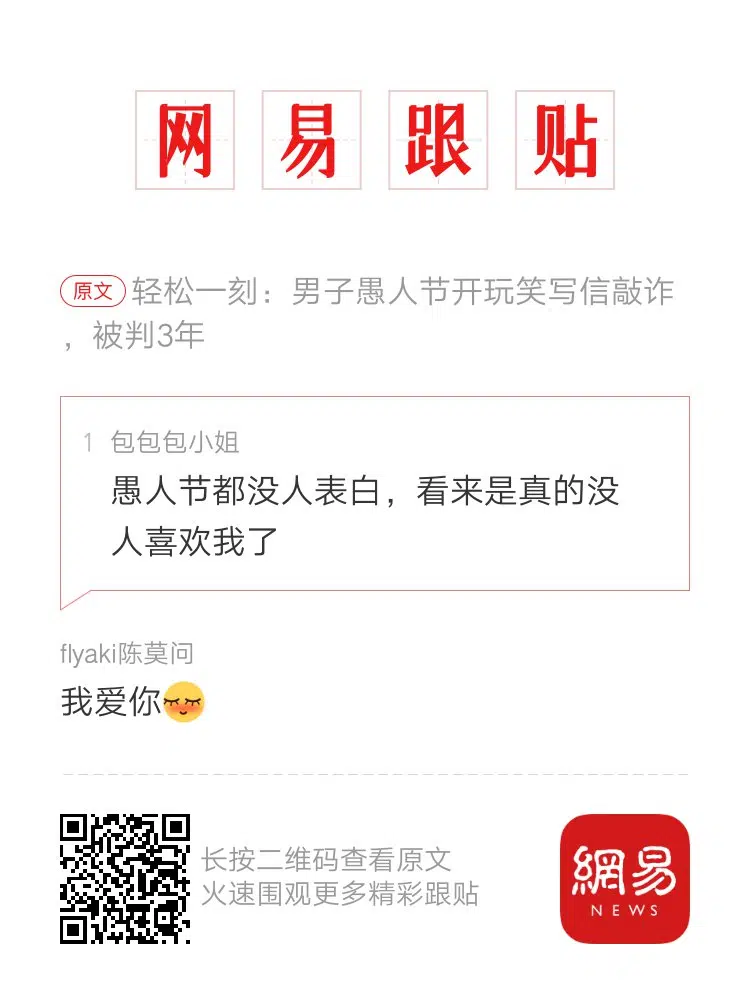 网易跟贴
原文 轻松一刻：男子愚人节开玩笑写信敲诈
，被判3年
1 包包包小姐
愚人节都没人表白，看来是真的没
人喜欢我了
flyaki陈莫问
我爱你
长按二维码查看原文
火速围观更多精彩跟贴
網易
NEWS